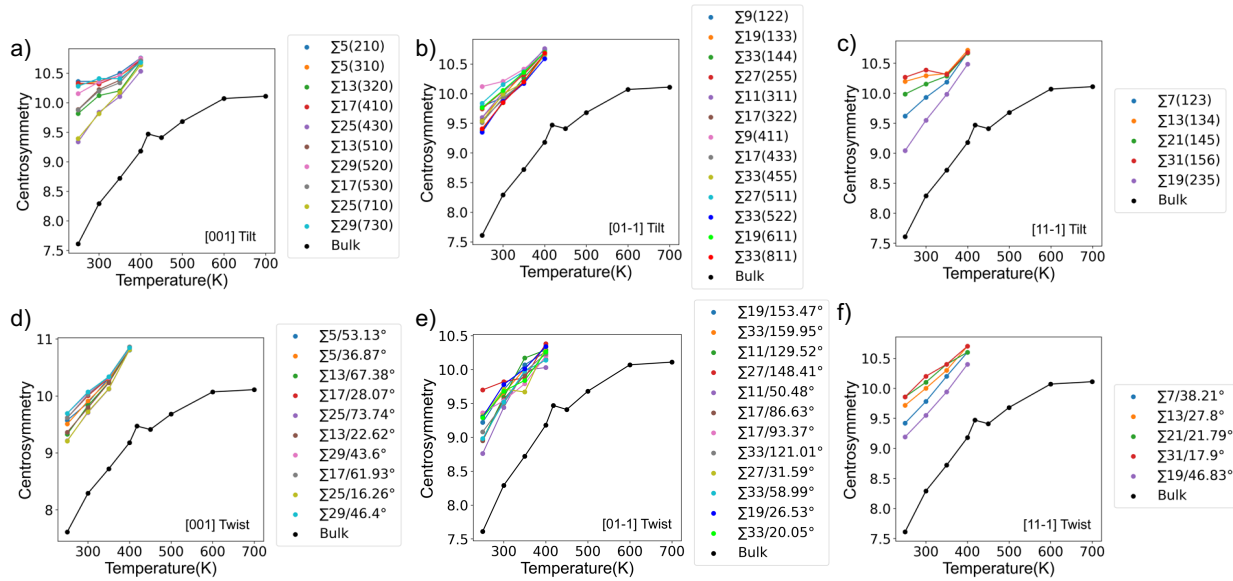 a)
Centrosymmetry
10.5
10.0
9.5
9.0
8.5
8.0
7.5
300 400 500 600 700
Temperature(K)
[001] Tilt
∑5(210)
∑5(310)
∑13(320)
∑17(410)
∑25(430)
∑13(510)
∑29(520)
∑17(530)
∑25(710)
∑29(730)
Bulk
b)
Centrosymmetry
10.5
10.0
9.5
9.0
8.5
8.0
7.5
300 400 500 600 700
Temperature(K)
[01-1] Tilt
∑9(122)
∑19(133)
∑33(144)
∑27(255)
∑11(311)
∑17(322)
∑9(411)
∑17(433)
∑33(455)
∑27(511)
∑33(522)
∑19(611)
∑33(811)
Bulk
c)
Centrosymmetry
10.5
10.0
9.5
9.0
8.5
8.0
7.5
300 400 500 600 700
Temperature(K)
[11-1] Tilt
∑7(123)
∑13(134)
∑21(145)
∑31(156)
∑19(235)
Bulk
d)
Centrosymmetry
11
10
9
8
300 400 500 600 700
Temperature(K)
[001] Twist
∑5/53.13°
∑5/36.87°
∑13/67.38°
∑17/28.07°
∑25/73.74°
∑13/22.62°
∑29/43.6°
∑17/61.93°
∑25/16.26°
∑29/46.4°
Bulk
e)
Centrosymmetry
10.5
10.0
9.5
9.0
8.5
8.0
7.5
300 400 500 600 700
Temperature(K)
[01-1] Twist
∑19/153.47°
∑33/159.95°
∑11/129.52°
∑27/148.41°
∑11/50.48°
∑17/86.63°
∑17/93.37°
∑33/121.01°
∑27/31.59°
∑33/58.99°
∑19/26.53°
∑33/20.05°
Bulk
f)
Centrosymmetry
10.5
10.0
9.5
9.0
8.5
8.0
7.5
300 400 500 600 700
Temperature(K)
[11-1] Twist
∑7/38.21°
∑13/27.8°
∑21/21.79°
∑31/17.9°
∑19/46.83°
Bulk